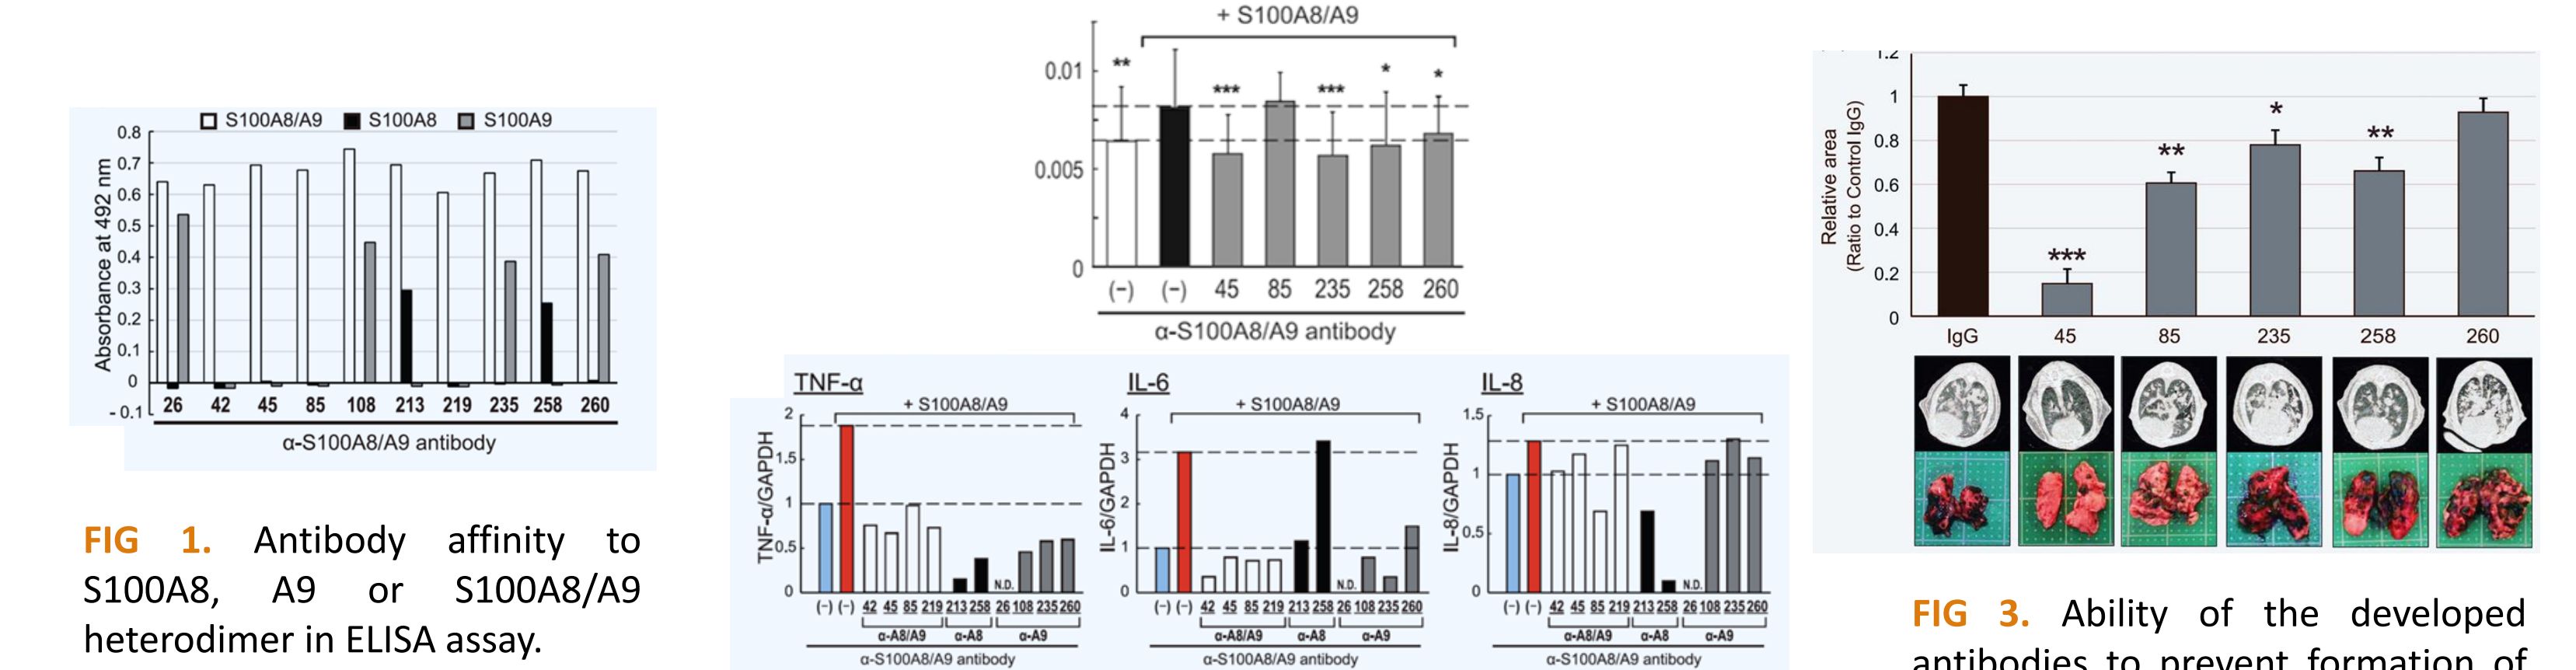 S100A8/A9 S100A8 S100A9
Absorbance at 492 nm
0.8
0.7
0.6
0.5
0.4
0.3
0.2
0.1
0
- 0.1
26 42 45 85 108 213 219 235 258 260
α-S100A8/A9 antibody
FIG 1. Antibody affinity to
S100A8, A9 or S100A8/A9
heterodimer in ELISA assay.
+ S100A8/A9
0.01
0.005
0
** *** *** * *
(−) (−) 45 85 235 258 260
α-S100A8/A9 antibody
TNF-α
+ S100A8/A9
TNF-α/GAPDH
2
1.5
1
0.5
0
N.D.
(−) (−) 42 45 85 219 213 258 26 108 235 260
α-A8/A9 α-A8 α-A9
α-S100A8/A9 antibody
IL-6
+ S100A8/A9
IL-6/GAPDH
4
3
2
1
0
N.D.
(−) (−) 42 45 85 219 213 258 26 108 235 260
α-A8/A9 α-A8 α-A9
α-S100A8/A9 antibody
IL-8
+ S100A8/A9
IL-8/GAPDH
1.5
1
0.5
0
N.D.
(−) (−) 42 45 85 219 213 258 26 108 235 260
α-A8/A9 α-A8 α-A9
α-S100A8/A9 antibody
Relative area
(Ratio to Control IgG)
1.2
1
0.8
0.6
0.4
0.2
0
*** ** * **
IgG 45 85 235 258 260
FIG 3. Ability of the developed
antibodies to prevent formation of